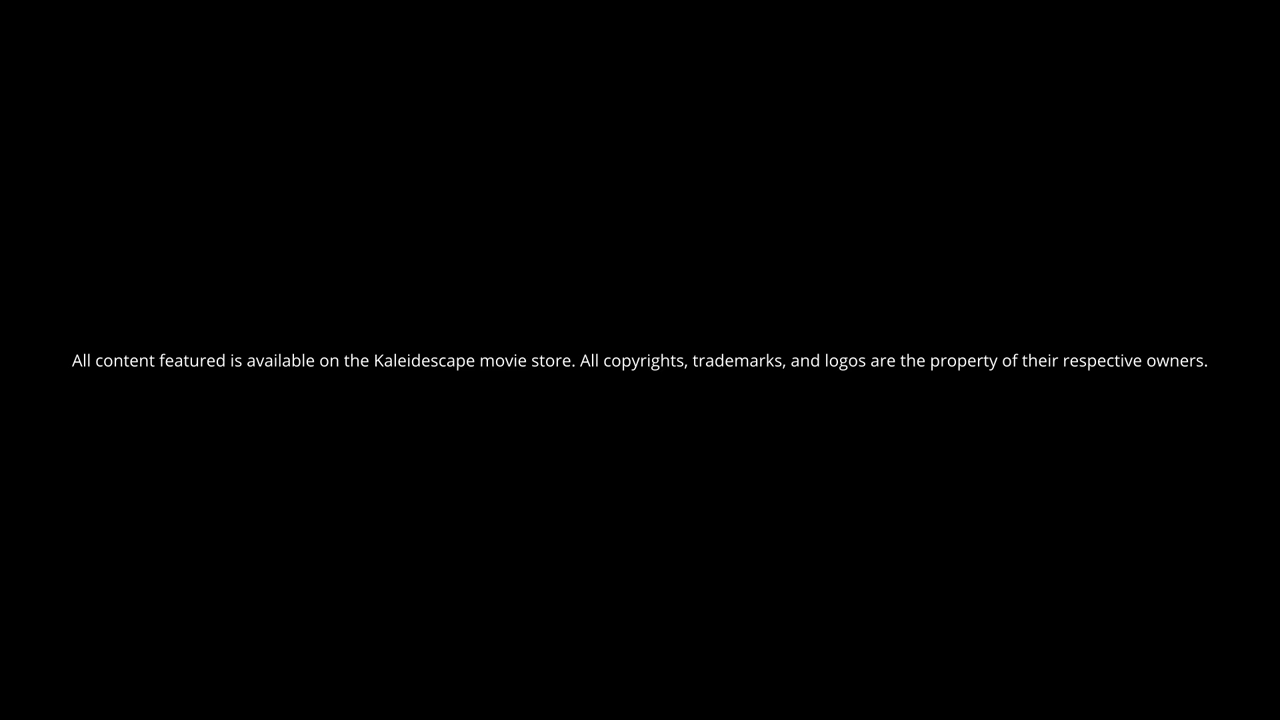 All content featured is available on the Kaleidescape movie store. All copyrights, trademarks, and logos are the property of their respective owners.